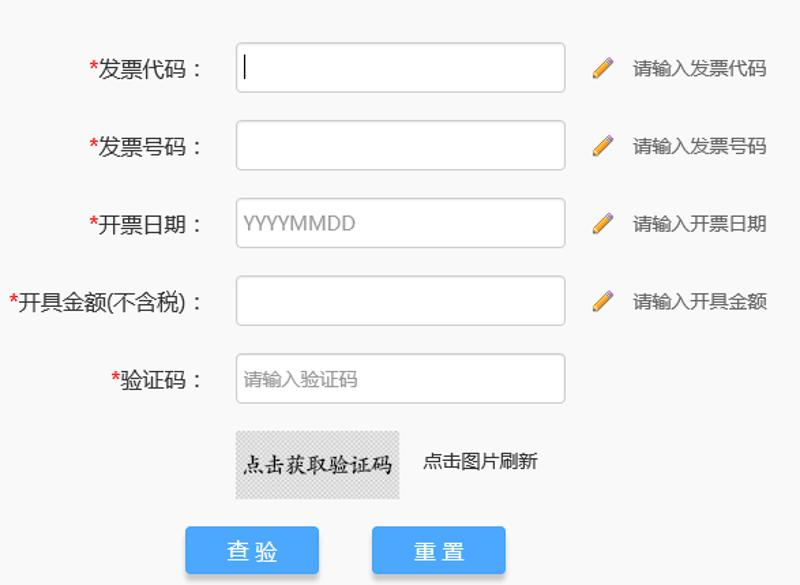 *发票代码： 请输入发票代码
*发票号码： 请输入发票号码
*开票日期： YYYYMMDD 请输入开票日期
*开具金额(不含税)： 请输入开具金额
*验证码： 请输入验证码
点击获取验证码 点击图片刷新
查验 重置